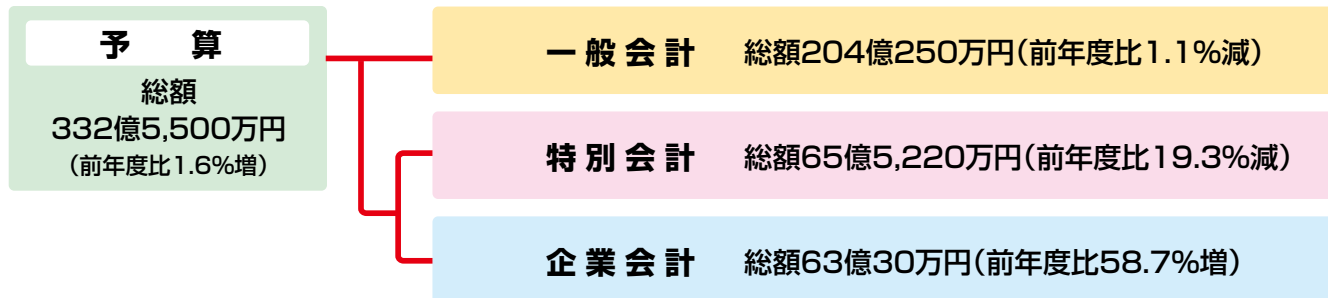 予　算
総額
332億5,500万円
(前年度比1.6%増)
一般会計　総額204億250万円(前年度比1.1%減)
特別会計　総額65億5,220万円(前年度比19.3%減)
企業会計　総額63億30万円(前年度比58.7%増)